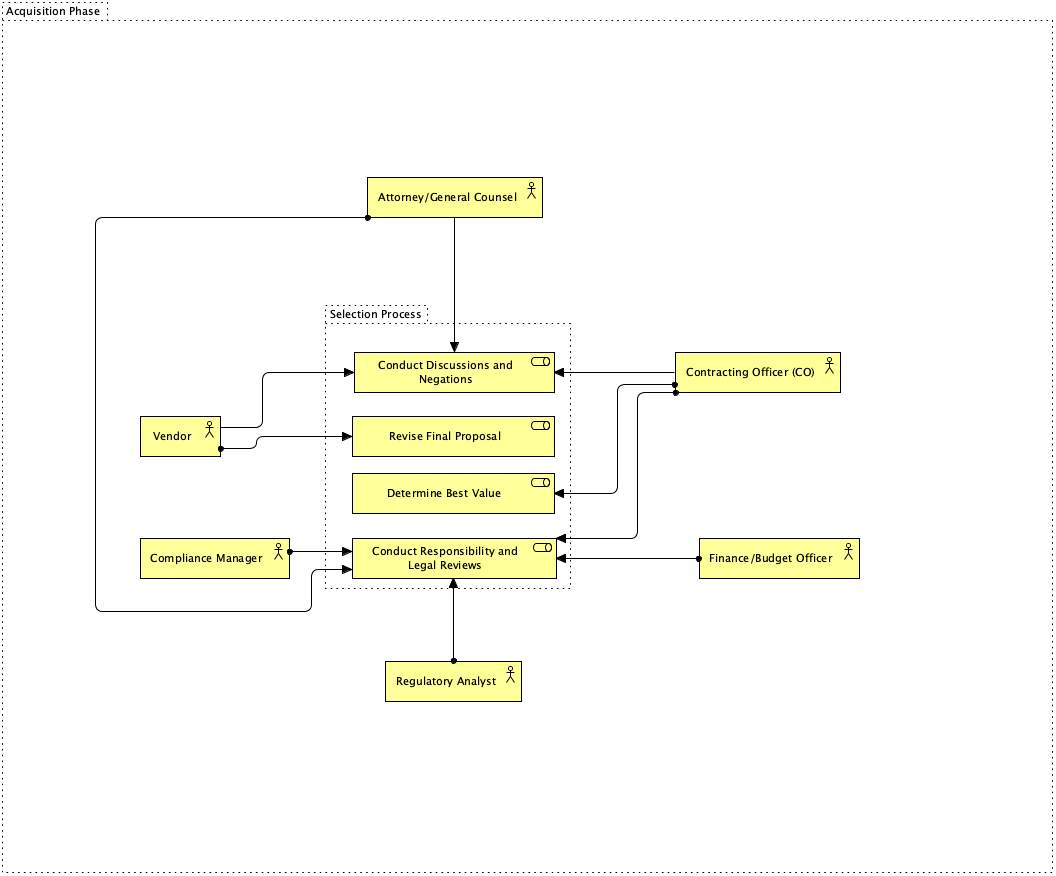 Acquisition Phase
Attorney/General Counsel
Selection Process
Conduct Discussions and
Negations
Contracting Officer (CO)
Vendor
Revise Final Proposal
Determine Best Value
Compliance Manager
Conduct Responsibility and
Legal Reviews
Finance/Budget Officer
Regulatory Analyst